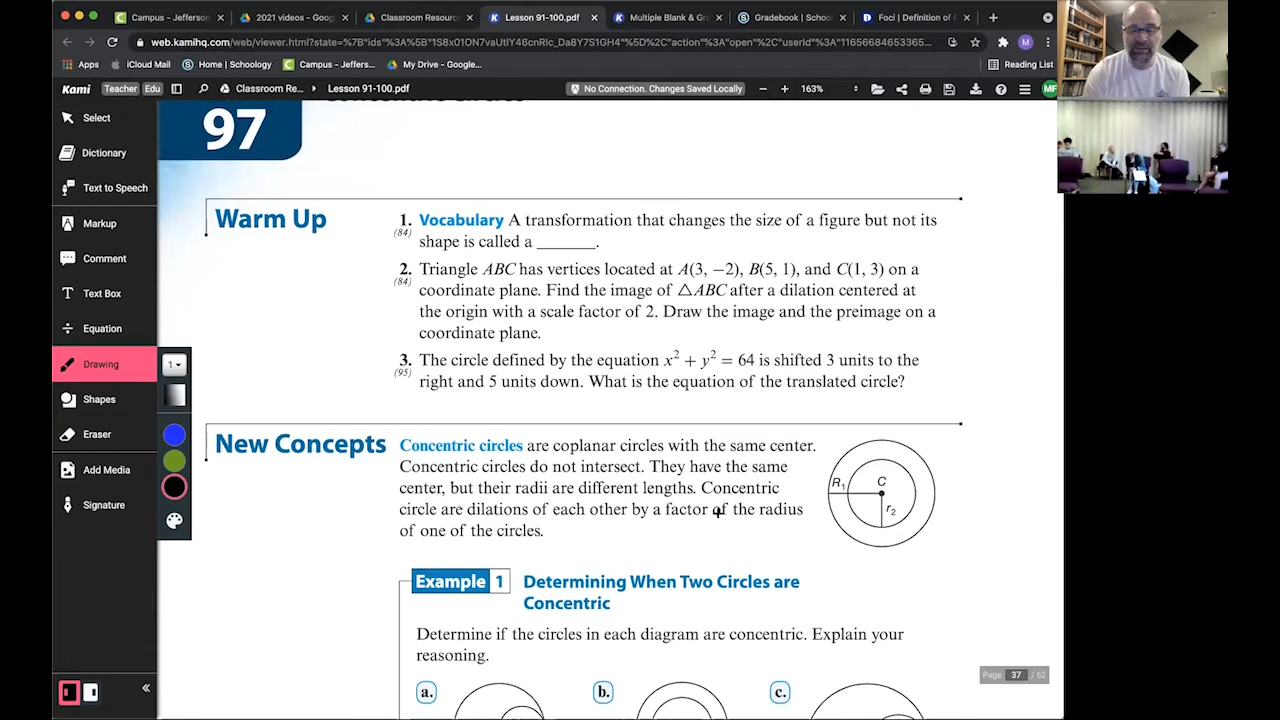 Campus - Jefferson
2021 videos - Goog
Classroom Resourc
Lesson 91-100.pdf
Multiple Blank & Gr
Gradebook | School
Foci | Definition of F
web.kamihq.com/web/viewer.html?state=%7B"ids"%3A%5B"1Is8x01ON7vaUtlY46cnRIc_Da8Y7S1GH4"%5D%2C"action"%3A"open"%2C"userId"%3A"11656684653365...
M
Apps
iCloud Mail
Home | Schoology
Campus - Jeffers...
My Drive - Google...
Reading List
Kami
Teacher
Edu
Classroom Re...
Lesson 91-100.pdf
No Connection. Changes Saved Locally
163%
MF
Select
Dictionary
Text to Speech
Markup
Comment
Text Box
Equation
Drawing
Shapes
Eraser
Add Media
Signature
1
97
Warm Up
1. Vocabulary A transformation that changes the size of a figure but not its
(84)
shape is called a _______.
2. Triangle ABC has vertices located at A(3, −2), B(5, 1), and C(1, 3) on a
(84)
coordinate plane. Find the image of △ABC after a dilation centered at
the origin with a scale factor of 2. Draw the image and the preimage on a
coordinate plane.
3. The circle defined by the equation x² + y² = 64 is shifted 3 units to the
(95)
right and 5 units down. What is the equation of the translated circle?
New Concepts
Concentric circles are coplanar circles with the same center.
Concentric circles do not intersect. They have the same
center, but their radii are different lengths. Concentric
circle are dilations of each other by a factor of the radius
of one of the circles.
C
R₁
r₂
Example 1
Determining When Two Circles are
Concentric
Determine if the circles in each diagram are concentric. Explain your
reasoning.
a.
b.
c.
Page 37 / 62